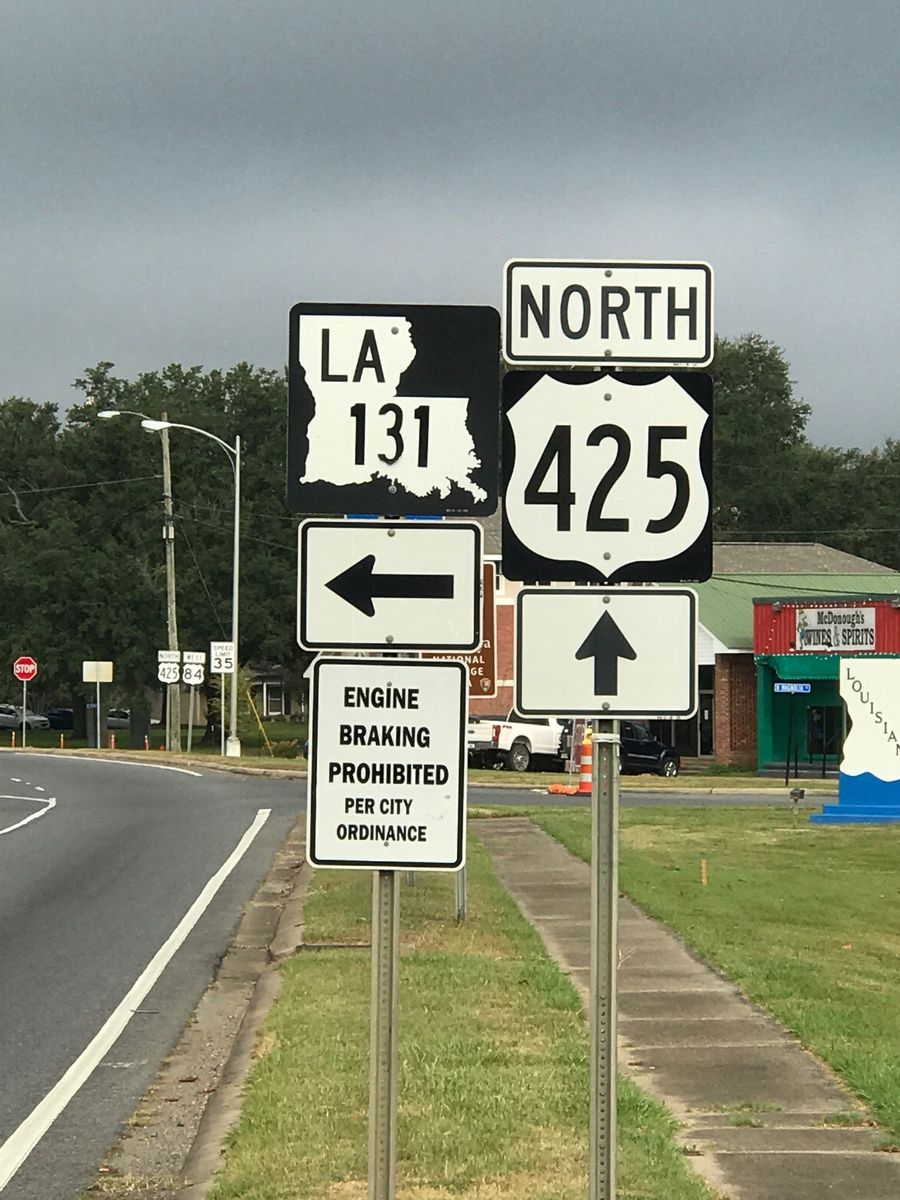 LA
131
ENGINE
BRAKING
PROHIBITED
PER CITY
ORDINANCE
NORTH
425
STOP
NORTH
425
WEST
84
SPEED
LIMIT
35
NATIONAL
McDonough's
WINES & SPIRITS
LOUISIAN